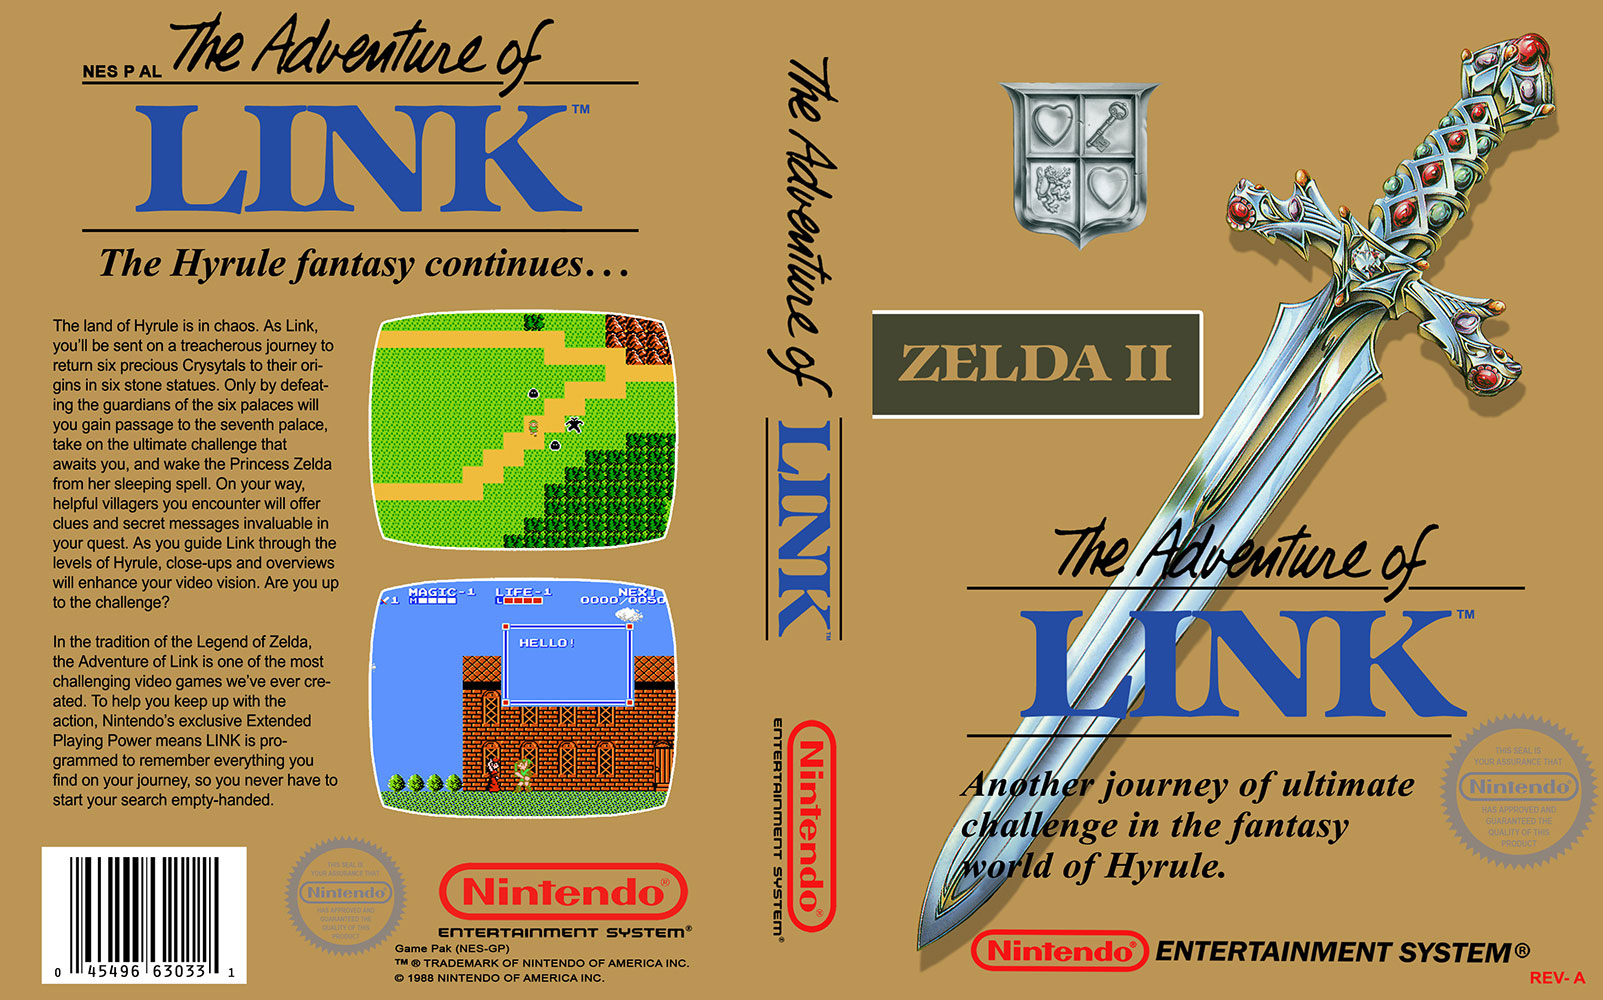 NES P AL The Adventure of
LINK™
The Hyrule fantasy continues...
The land of Hyrule is in chaos. As Link,
you'll be sent on a treacherous journey to
return six precious Crysytals to their ori-
gins in six stone statues. Only by defeat-
ing the guardians of the six palaces will
you gain passage to the seventh palace,
take on the ultimate challenge that
awaits you, and wake the Princess Zelda
from her sleeping spell. On your way,
helpful villagers you encounter will offer
clues and secret messages invaluable in
your quest. As you guide Link through the
levels of Hyrule, close-ups and overviews
will enhance your video vision. Are you up
to the challenge?
In the tradition of the Legend of Zelda,
the Adventure of Link is one of the most
challenging video games we've ever cre-
ated. To help you keep up with the
action, Nintendo's exclusive Extended
Playing Power means LINK is pro-
grammed to remember everything you
find on your journey, so you never have to
start your search empty-handed.
MAGIC-1 LIFE-1 NEXT
1 M L 0000/0050
HELLO!
0 45496 63033 1
THIS SEAL IS
YOUR ASSURANCE THAT
Nintendo
HAS APPROVED AND
GUARANTEED THE
QUALITY OF THIS
PRODUCT
Nintendo®
ENTERTAINMENT SYSTEM®
Game Pak (NES-GP)
™ ® TRADEMARK OF NINTENDO OF AMERICA INC.
© 1988 NINTENDO OF AMERICA INC.
The Adventure of
LINK™
Nintendo®
ENTERTAINMENT SYSTEM®
ZELDA II
The Adventure of
LINK™
Another journey of ultimate
challenge in the fantasy
world of Hyrule.
THIS SEAL IS
YOUR ASSURANCE THAT
Nintendo
HAS APPROVED AND
GUARANTEED THE
QUALITY OF THIS
PRODUCT
Nintendo® ENTERTAINMENT SYSTEM®
REV- A